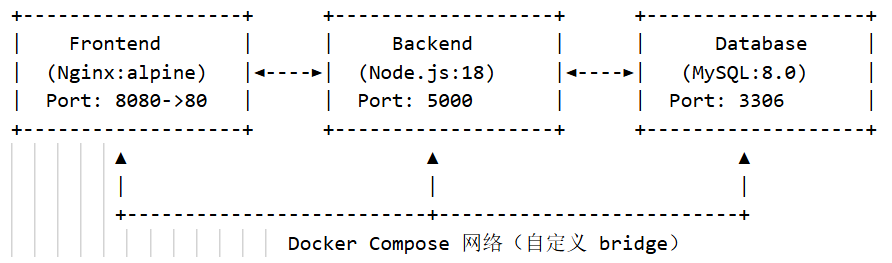 Frontend Backend Database
(Nginx:alpine) (Node.js:18) (MySQL:8.0)
Port: 8080->80 Port: 5000 Port: 3306
Docker Compose 网络（自定义 bridge）